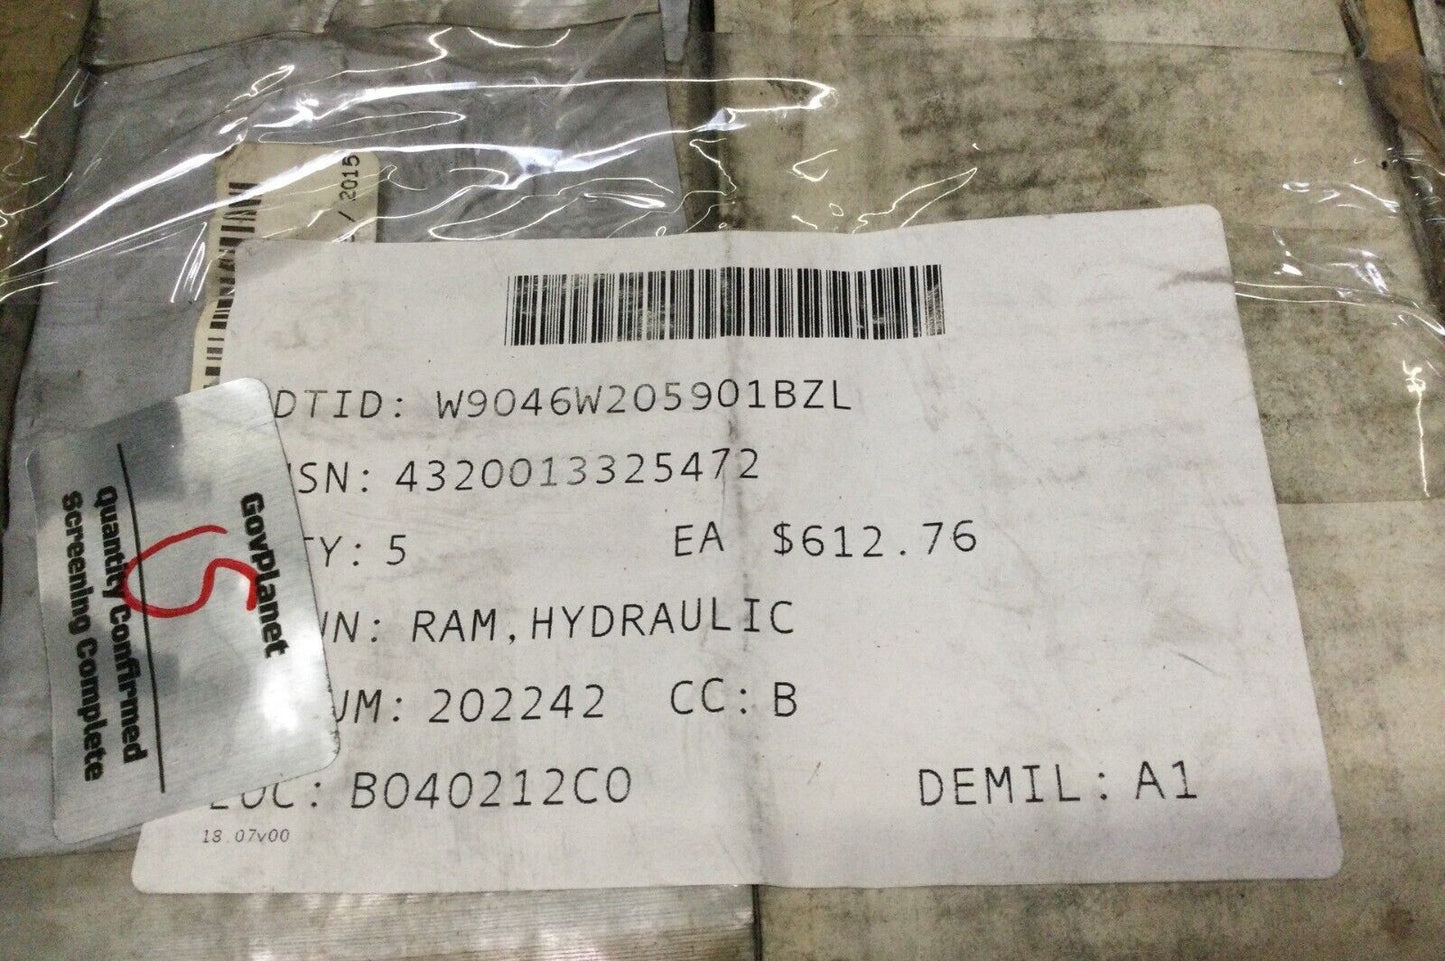 / 2015
DTID: W9046W205901BZL
SN: 4320013325472
TY: 5 EA $612.76
N: RAM,HYDRAULIC
UM: 202242 CC: B
LOC: B040212C0 DEMIL: A1
18.07v00
GovPlanet
5
Quantity Confirmed
Screening Complete